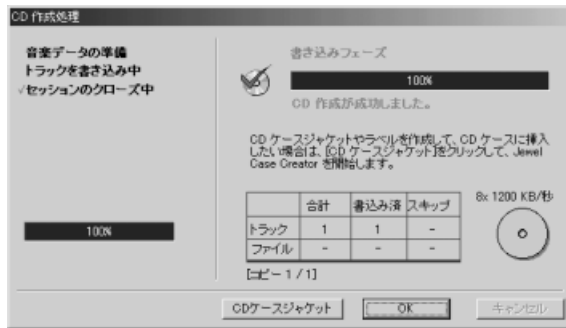 CD 作成処理
音楽データの準備
トラックを書き込み中
√セッションのクローズ中
100%
書き込みフェーズ
100%
CD 作成が成功しました。
CD ケースジャケットやラベルを作成して、CD ケースに挿入
したい場合は、[CD ケースジャケット]をクリックして、Jewel
Case Creator を開始します。
合計 書込み済 スキップ
トラック 1 1 -
ファイル - - -
[コピー 1 / 1]
8x 1200 KB/秒
CDケースジャケット OK キャンセル